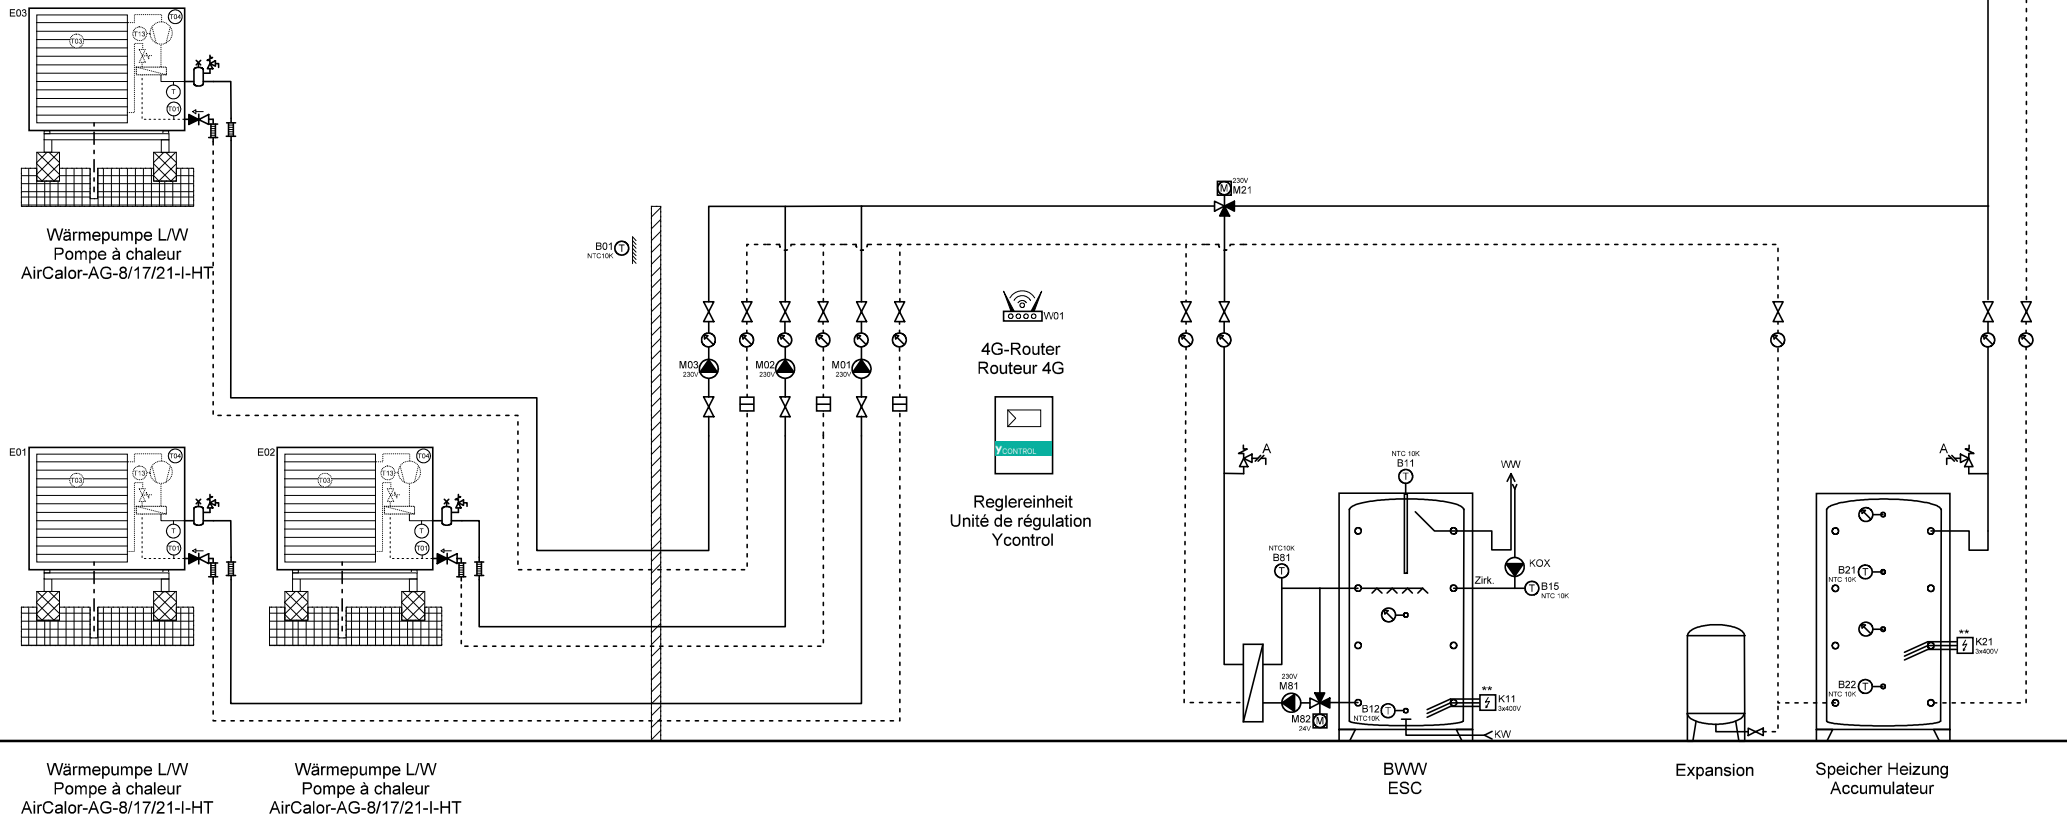 E03
T04
T13
T03
T
T01
Wärmepumpe L/W
Pompe à chaleur
AirCalor-AG-8/17/21-I-HT
230V
M
M21
B01
T
NTC10K
W01
4G-Router
Routeur 4G
M03
230V
M02
230V
M01
230V
YCONTROL
Reglereinheit
Unité de régulation
Ycontrol
E01
T04
T13
T03
T
T01
E02
T04
T13
T03
T
T01
A
NTC 10K
B11
T
WW
A
NTC10K
B81
T
KOX
Zirk.
T
B15
NTC 10K
B21
T
NTC 10K
**
K21
3x400V
230V
M81
M82
M
24V
B12
T
NTC10K
**
K11
3x400V
KW
B22
T
NTC 10K
Wärmepumpe L/W
Pompe à chaleur
AirCalor-AG-8/17/21-I-HT
Wärmepumpe L/W
Pompe à chaleur
AirCalor-AG-8/17/21-I-HT
BWW
ESC
Expansion
Speicher Heizung
Accumulateur